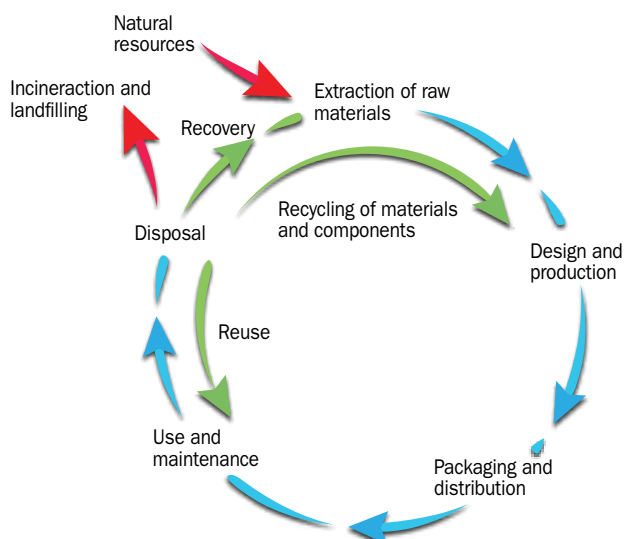 Natural
resources
Incineraction and
landfilling
Extraction of raw
materials
Recovery
Recycling of materials
and components
Disposal
Design and
production
Reuse
Use and
maintenance
Packaging and
distribution